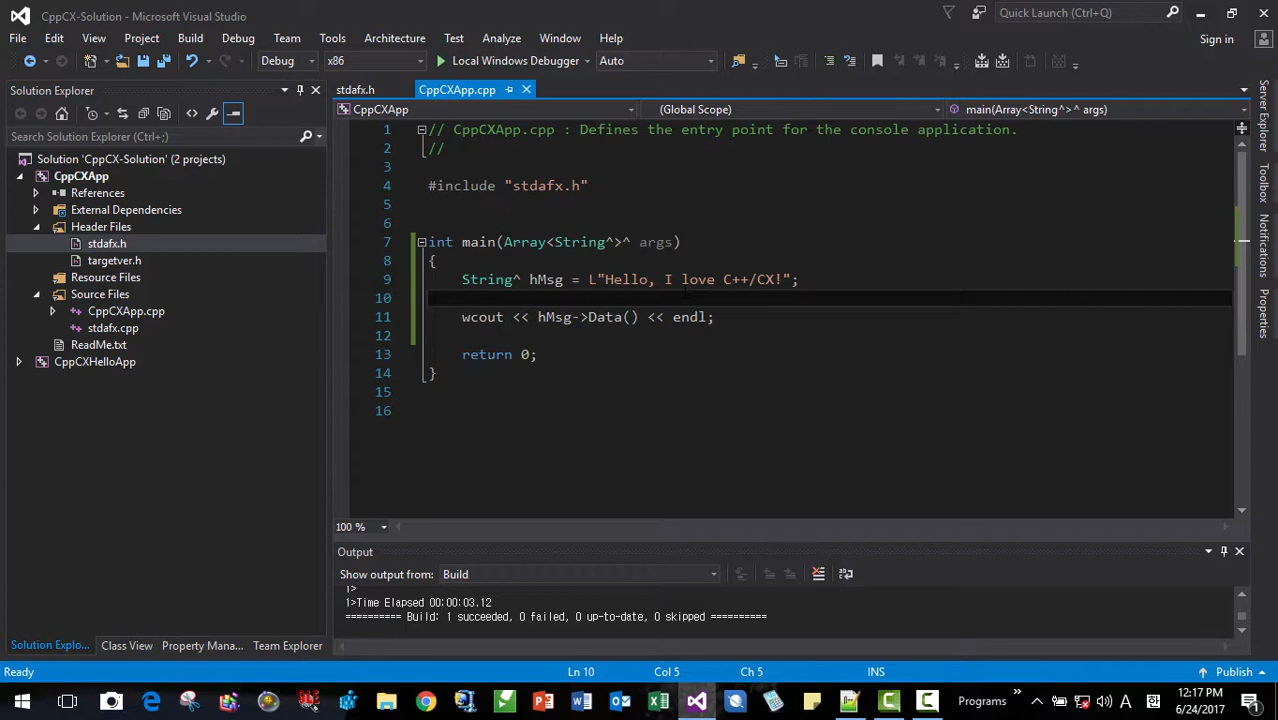 CppCX-Solution - Microsoft Visual Studio
Quick Launch (Ctrl+Q)
File Edit View Project Build Debug Team Tools Architecture Test Analyze Window Help
Sign in
Debug x86 Local Windows Debugger Auto
Solution Explorer
stdafx.h CppCXApp.cpp
CppCXApp (Global Scope) main(Array<String^>^ args)
Search Solution Explorer (Ctrl+;)
Solution 'CppCX-Solution' (2 projects)
CppCXApp
References
External Dependencies
Header Files
stdafx.h
targetver.h
Resource Files
Source Files
CppCXApp.cpp
stdafx.cpp
ReadMe.txt
CppCXHelloApp
1 // CppCXApp.cpp : Defines the entry point for the console application.
2 //
3
4 #include "stdafx.h"
5
6
7 int main(Array<String^>^ args)
8 {
9 String^ hMsg = L"Hello, I love C++/CX!";
10
11 wcout << hMsg->Data() << endl;
12
13 return 0;
14 }
15
16
100 %
Output
Show output from: Build
1>
1>Time Elapsed 00:00:03.12
========== Build: 1 succeeded, 0 failed, 0 up-to-date, 0 skipped ==========
Solution Explo... Class View Property Mana... Team Explorer
Server Explorer
Toolbox
Notifications
Properties
Ready Ln 10 Col 5 Ch 5 INS Publish
Programs
A
12:17 PM
6/24/2017